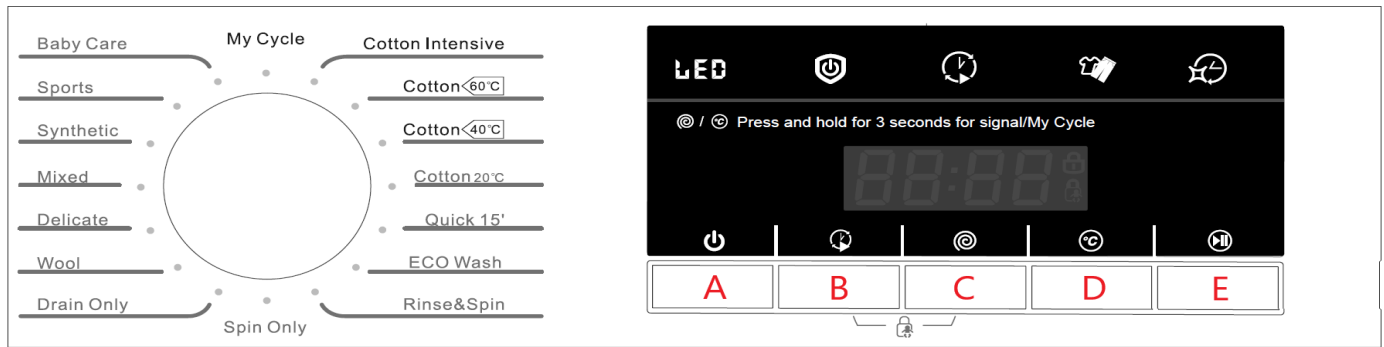 My Cycle
Baby Care
Sports
Synthetic
Mixed
Delicate
Wool
Drain Only
Spin Only
Cotton Intensive
Cotton 60℃
Cotton 40℃
Cotton 20℃
Quick 15'
ECO Wash
Rinse&Spin
LED
◎ / ℃ Press and hold for 3 seconds for signal/My Cycle
88:88
℃
A B C D E